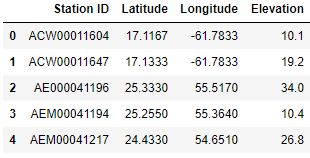 Station ID Latitude Longitude Elevation
0 ACW00011604 17.1167 -61.7833 10.1
1 ACW00011647 17.1333 -61.7833 19.2
2 AE000041196 25.3330 55.5170 34.0
3 AEM00041194 25.2550 55.3640 10.4
4 AEM00041217 24.4330 54.6510 26.8